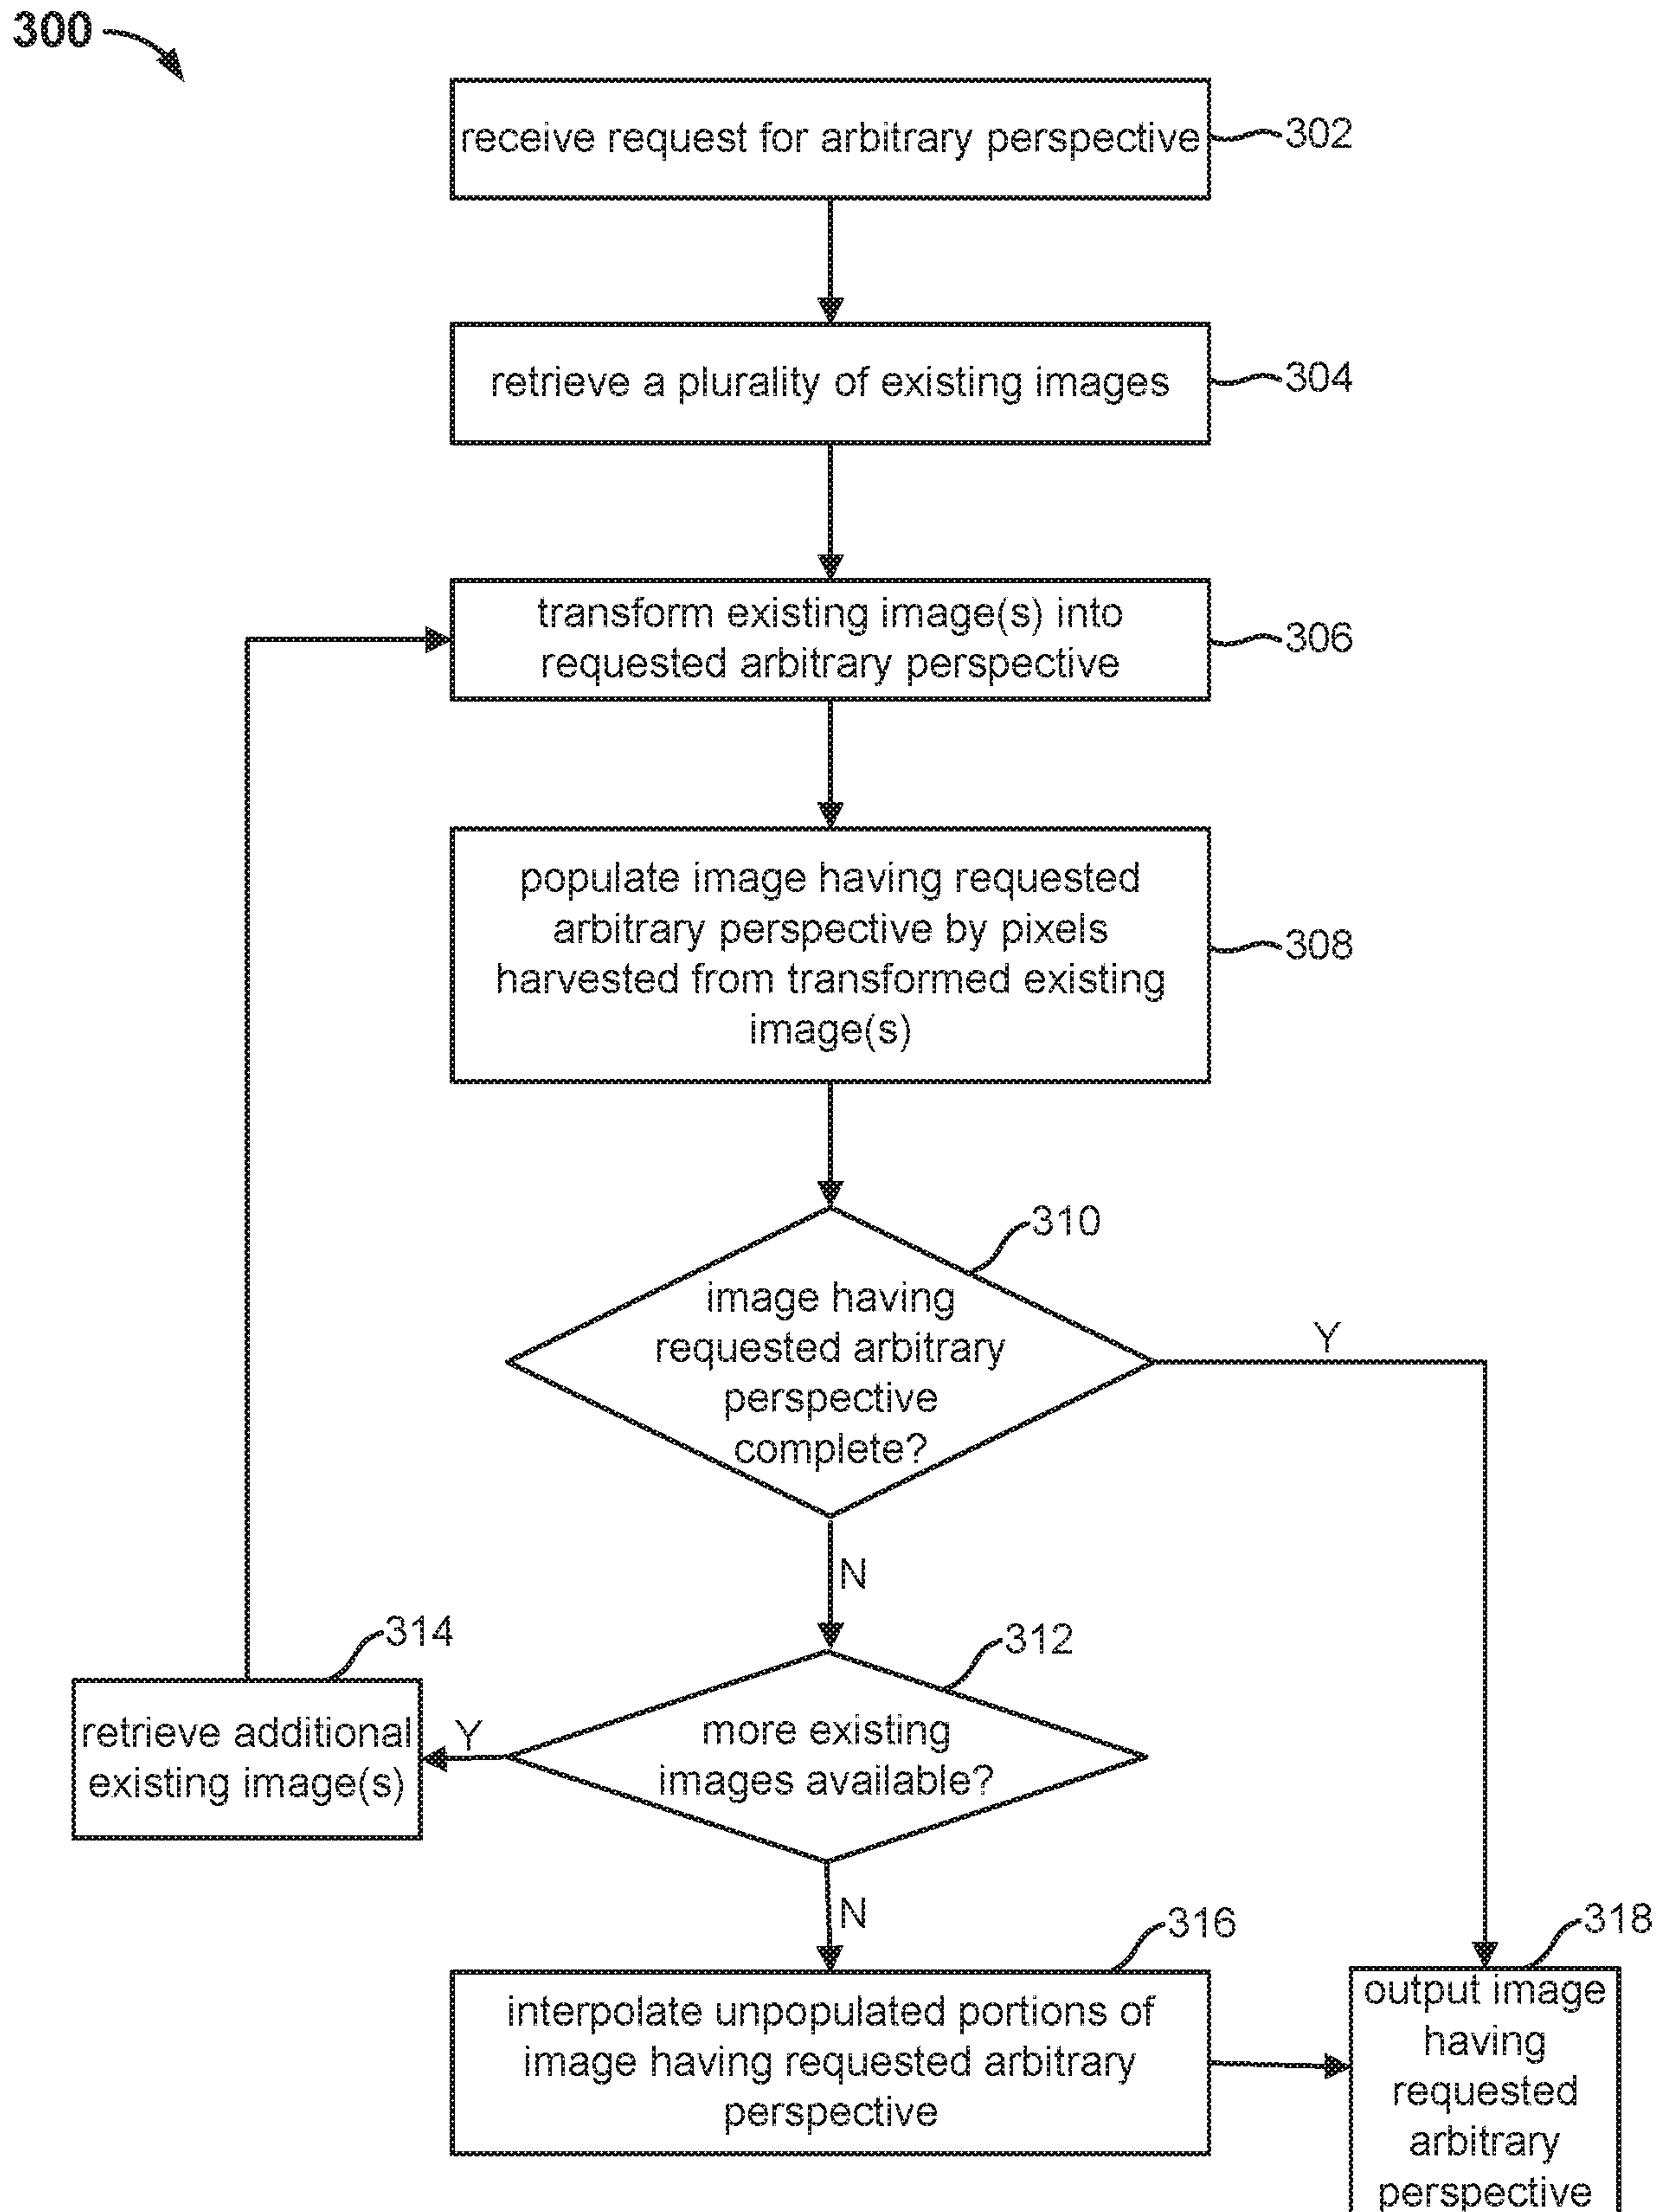 300
receive request for arbitrary perspective
302
retrieve a plurality of existing images
304
transform existing image(s) into
requested arbitrary perspective
306
populate image having requested
arbitrary perspective by pixels
harvested from transformed existing
image(s)
308
310
image having
requested arbitrary
perspective
complete?
Y
N
314
312
retrieve additional
existing image(s)
Y
more existing
images available?
N
316
318
interpolate unpopulated portions of
image having requested arbitrary
perspective
output image
having
requested
arbitrary
perspective